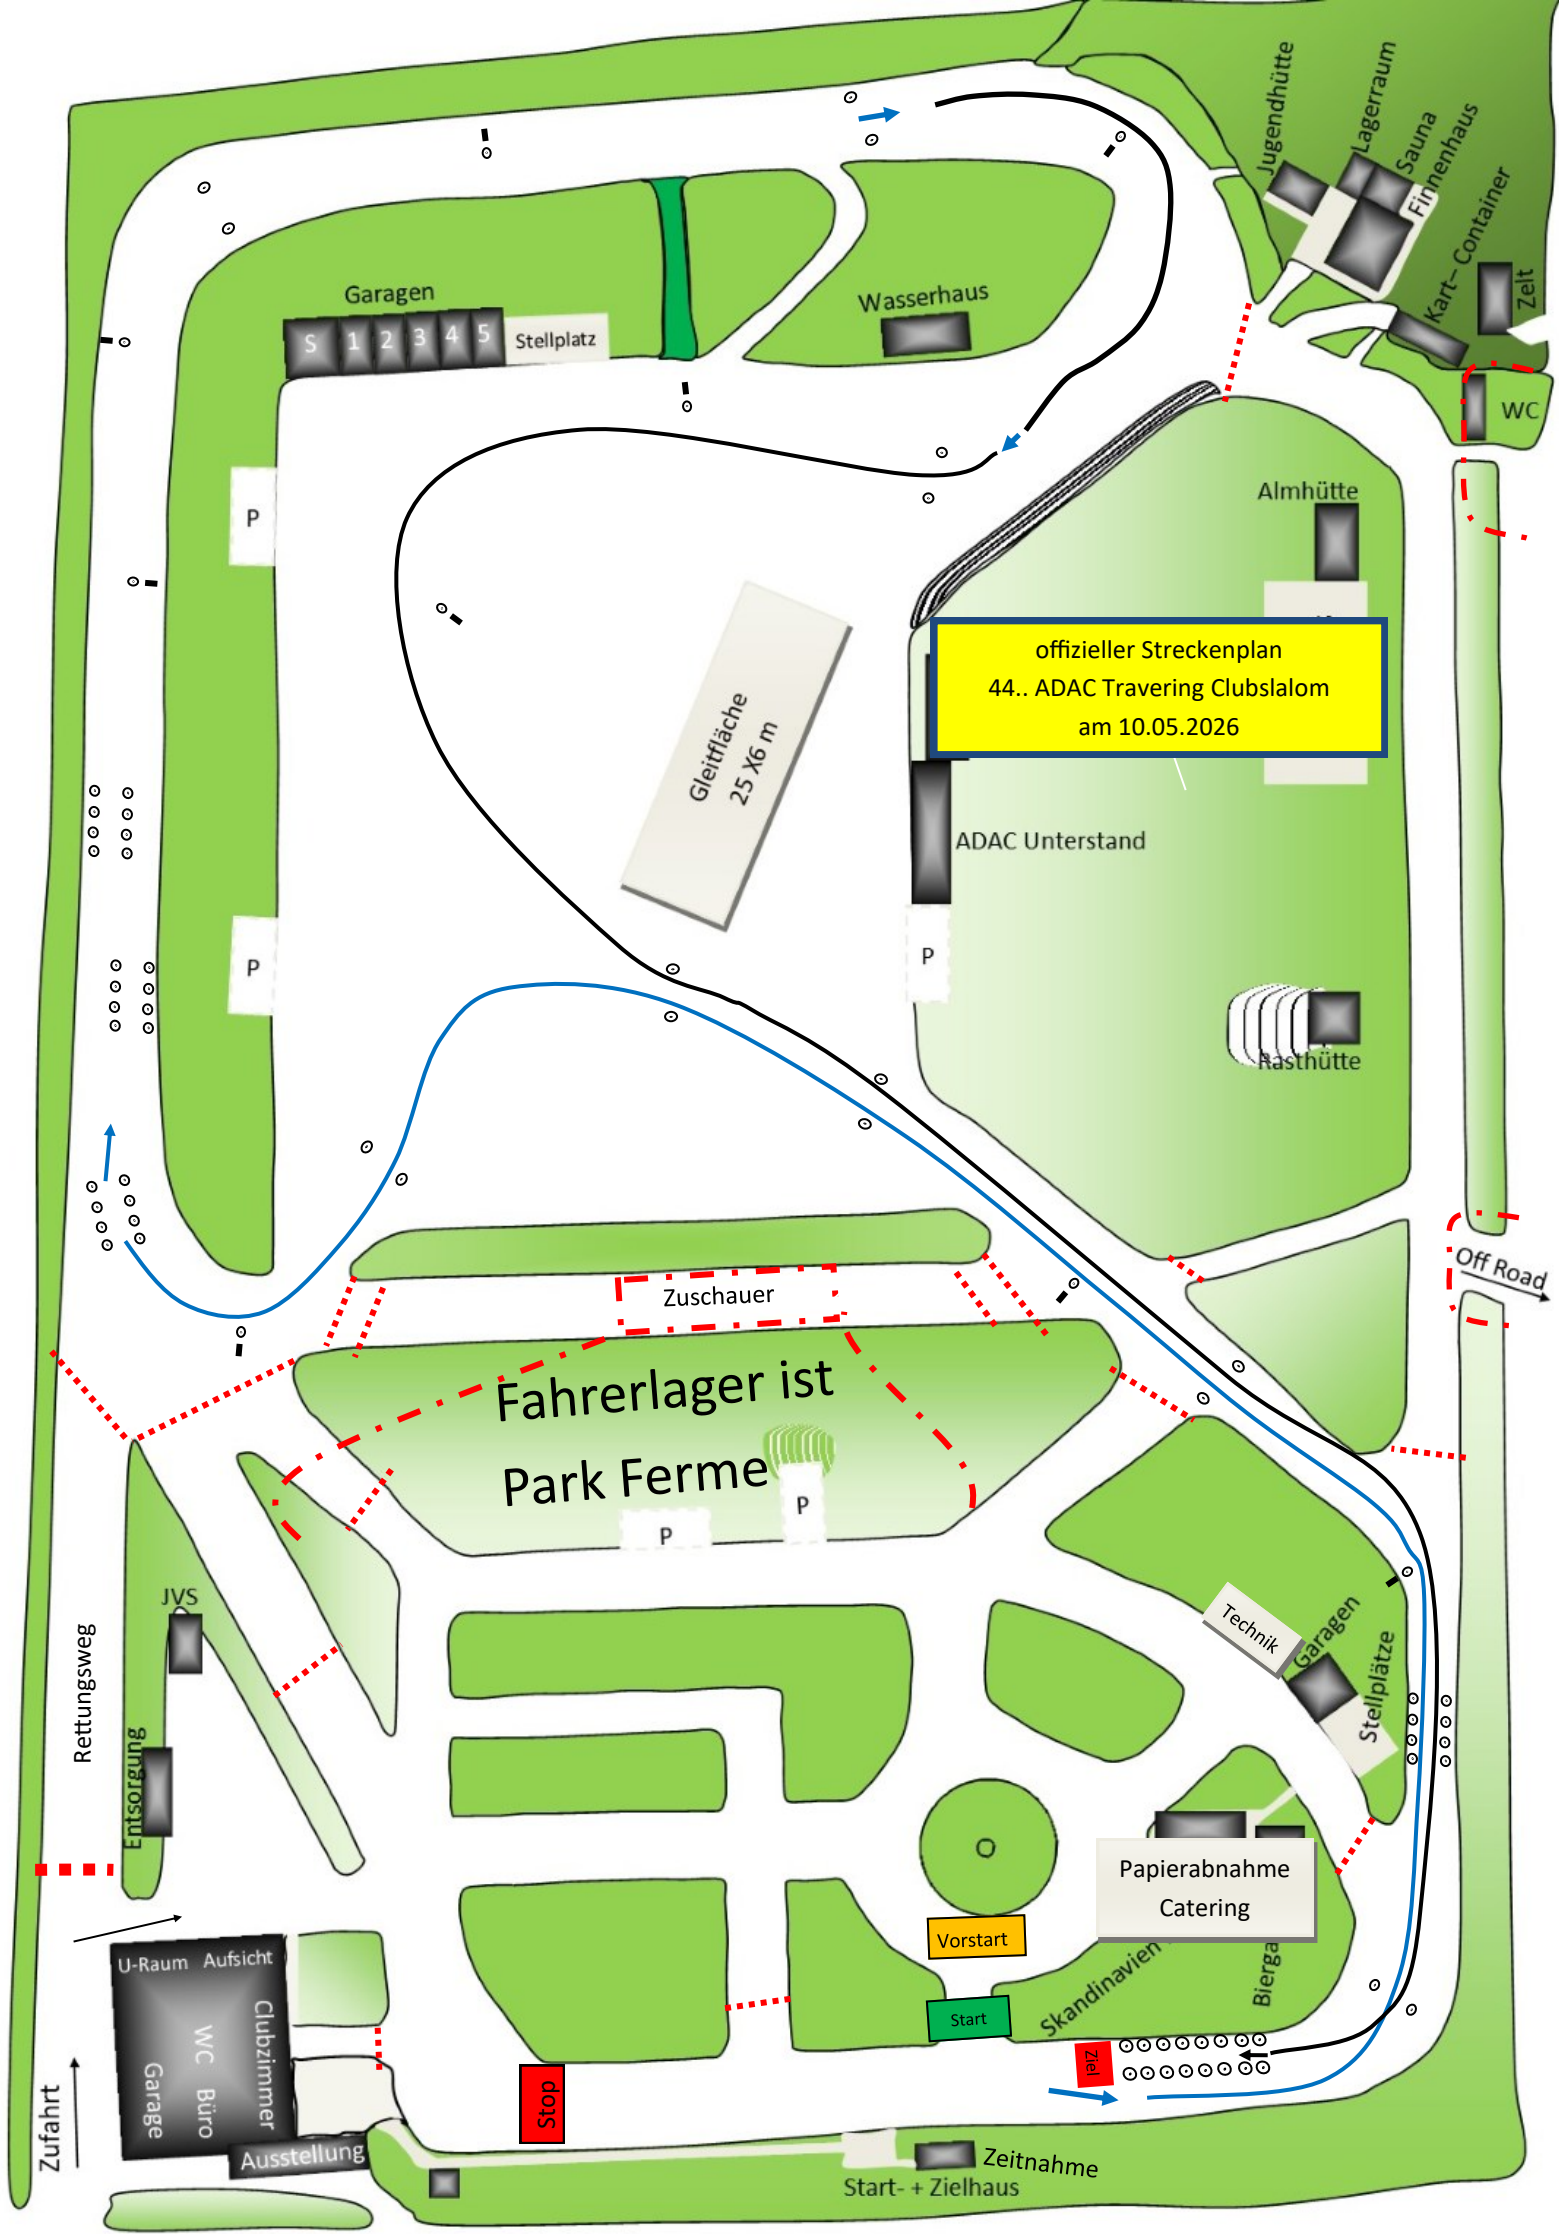 Jugendhütte
Lagerraum
Sauna
Finnenhaus
Kart– Container
Zelt
WC
Garagen
S 1 2 3 4 5
Stellplatz
Wasserhaus
P
Almhütte
offizieller Streckenplan
44.. ADAC Travering Clubslalom
am 10.05.2026
Gleitfläche
25 X6 m
ADAC Unterstand
P
P
Rasthütte
Off Road
Zuschauer
Fahrerlager ist
Park Ferme
P
P
JVS
Rettungsweg
Entsorgung
Technik
Garagen
Stellplätze
O
Papierabnahme
Catering
Vorstart
Start
Skandinavien
Bierga
Ziel
U-Raum Aufsicht
Clubzimmer
WC Büro
Garage
Ausstellung
Zufahrt
Stop
Zeitnahme
Start- + Zielhaus